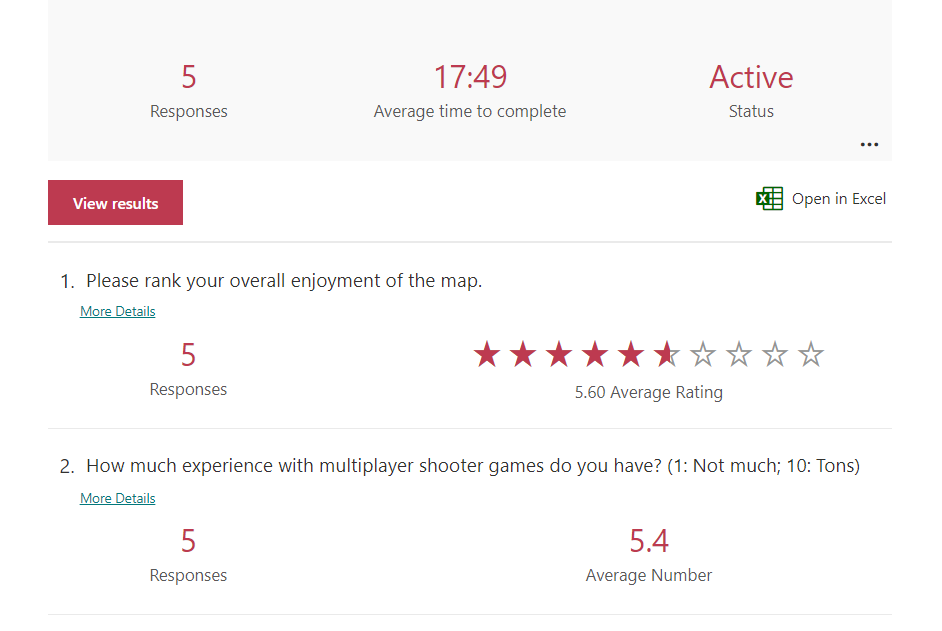 5
Responses
17:49
Average time to complete
Active
Status
View results
Open in Excel
1. Please rank your overall enjoyment of the map.
More Details
5
Responses
5.60 Average Rating
2. How much experience with multiplayer shooter games do you have? (1: Not much; 10: Tons)
More Details
5
Responses
5.4
Average Number